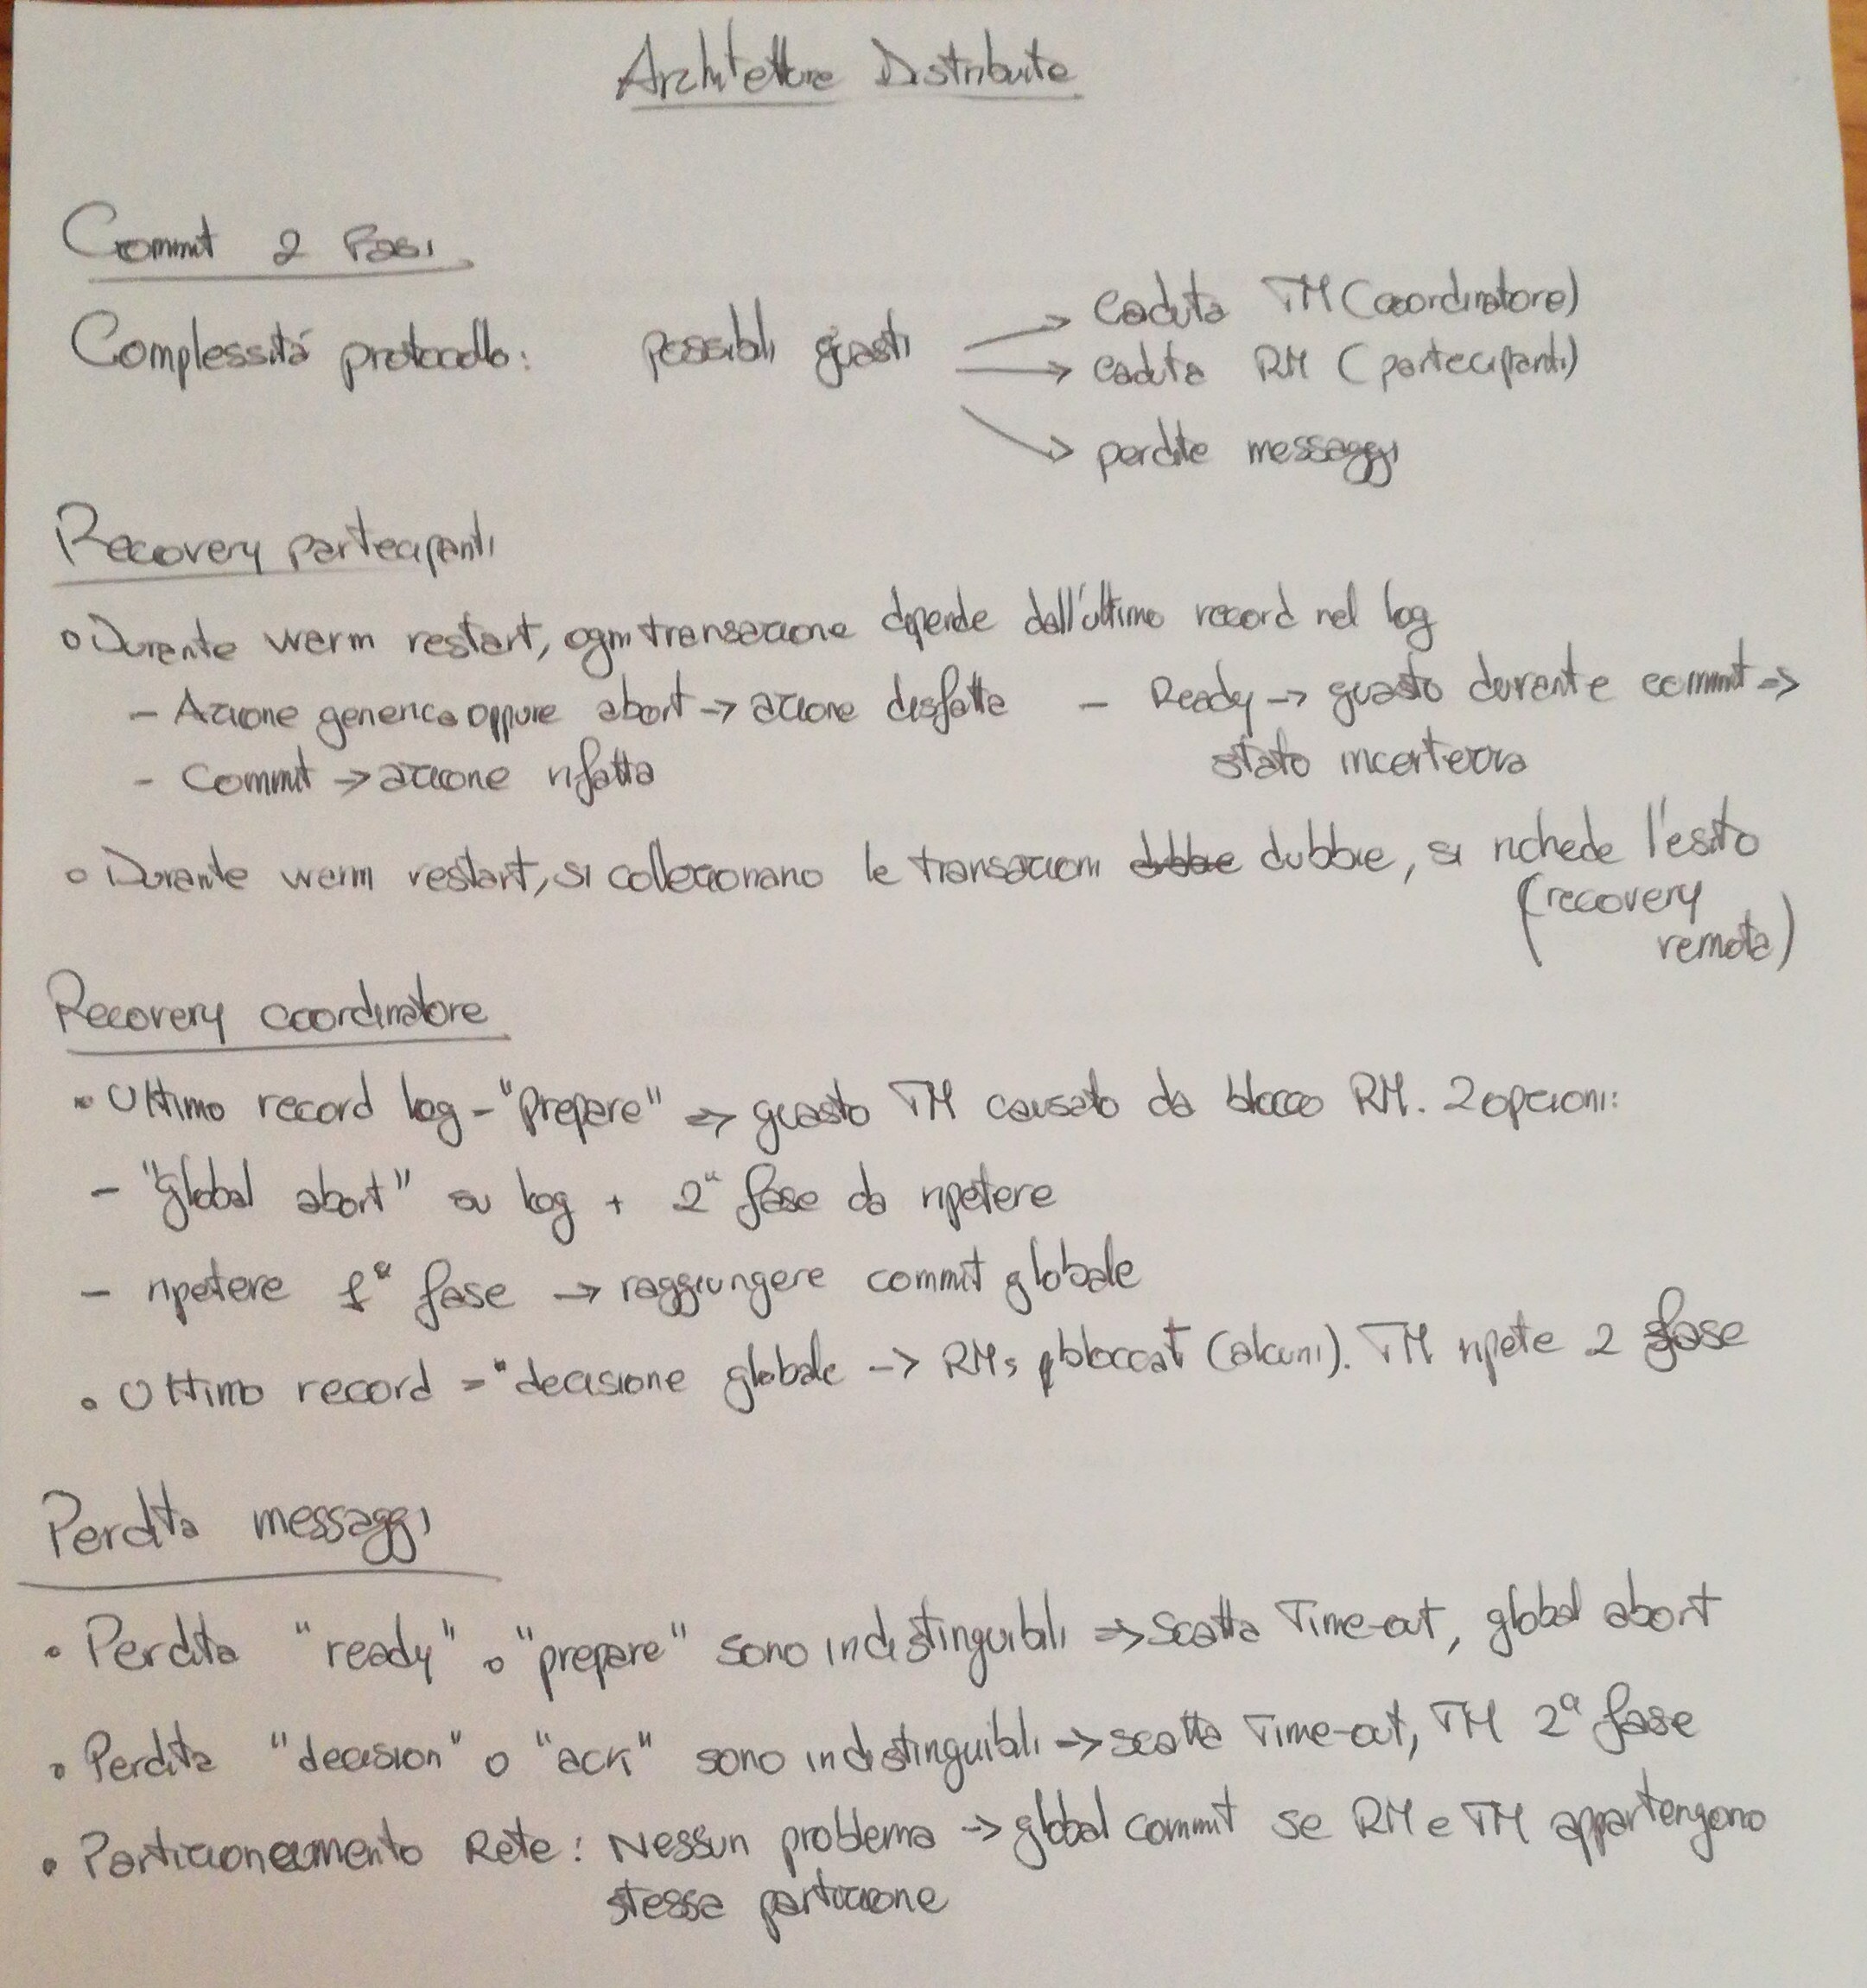 Architetture Distribuite
Commit 2 Fasi
Complessitá protocollo: possibili guasti
→ Caduta TM (coordinatore)
→ caduta RM (partecipanti)
→ perdite messaggi
Recovery partecipanti
o Durante warm restart, ogni transazione dipende dall'ultimo record nel log
- Azione generica oppure abort → azione disfatta - Ready → guasto durante commit =>
stato incertezza
- Commit → azione rifatta
o Durante warm restart, si collezionano le transazioni dubbie dubbie, si richiede l'esito
(recovery
remota)
Recovery coordinatore
• Ultimo record log - "prepare" => guasto TM causato da blocco RM. 2 opzioni:
- "global abort" su log + 2ª fase da ripetere
- ripetere 1ª fase → raggiungere commit globale
• Ultimo record = "decisione globale → RMs bloccati (alcuni). TM ripete 2 fase
Perdita messaggi
• Perdita "ready" o "prepare" sono indistinguibili => Scatta Time-out, global abort
• Perdita "decision" o "ack" sono indistinguibili → scatta Time-out, TM 2ª fase
• Partizionamento Rete: Nessun problema → global commit se RM e TM appartengono
stessa partizione